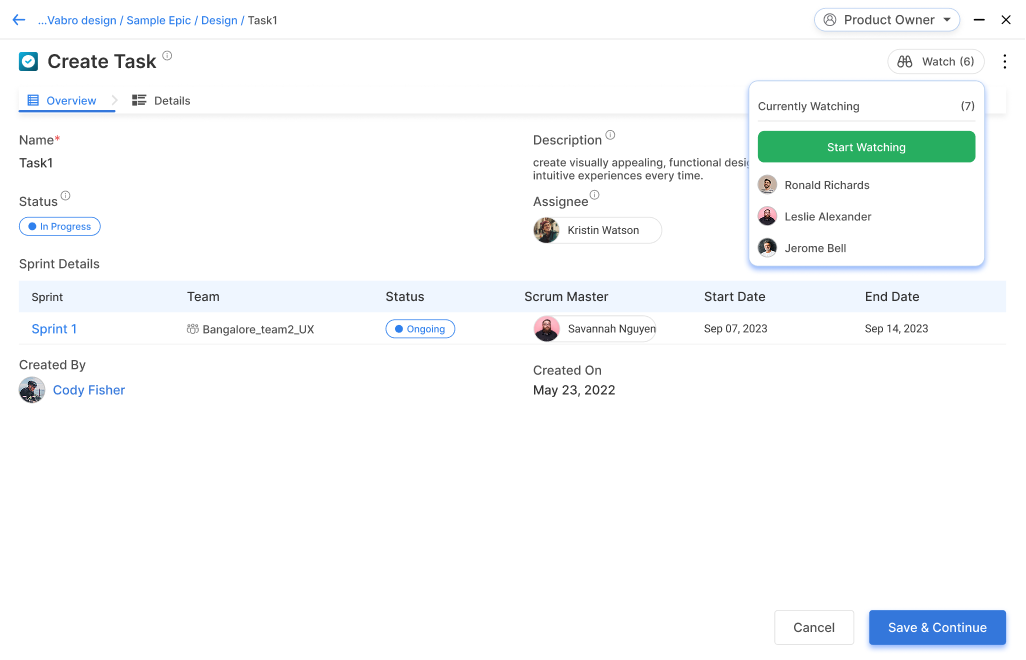 ...Vabro design / Sample Epic / Design / Task1
Product Owner
Create Task
Watch (6)
Overview
Details
Currently Watching (7)
Start Watching
Ronald Richards
Leslie Alexander
Jerome Bell
Name*
Task1
Description
create visually appealing, functional
intuitive experiences every time.
Status
In Progress
Assignee
Kristin Watson
Sprint Details
Sprint Team Status Scrum Master Start Date End Date
Sprint 1 Bangalore_team2_UX Ongoing Savannah Nguyen Sep 07, 2023 Sep 14, 2023
Created By
Cody Fisher
Created On
May 23, 2022
Cancel
Save & Continue